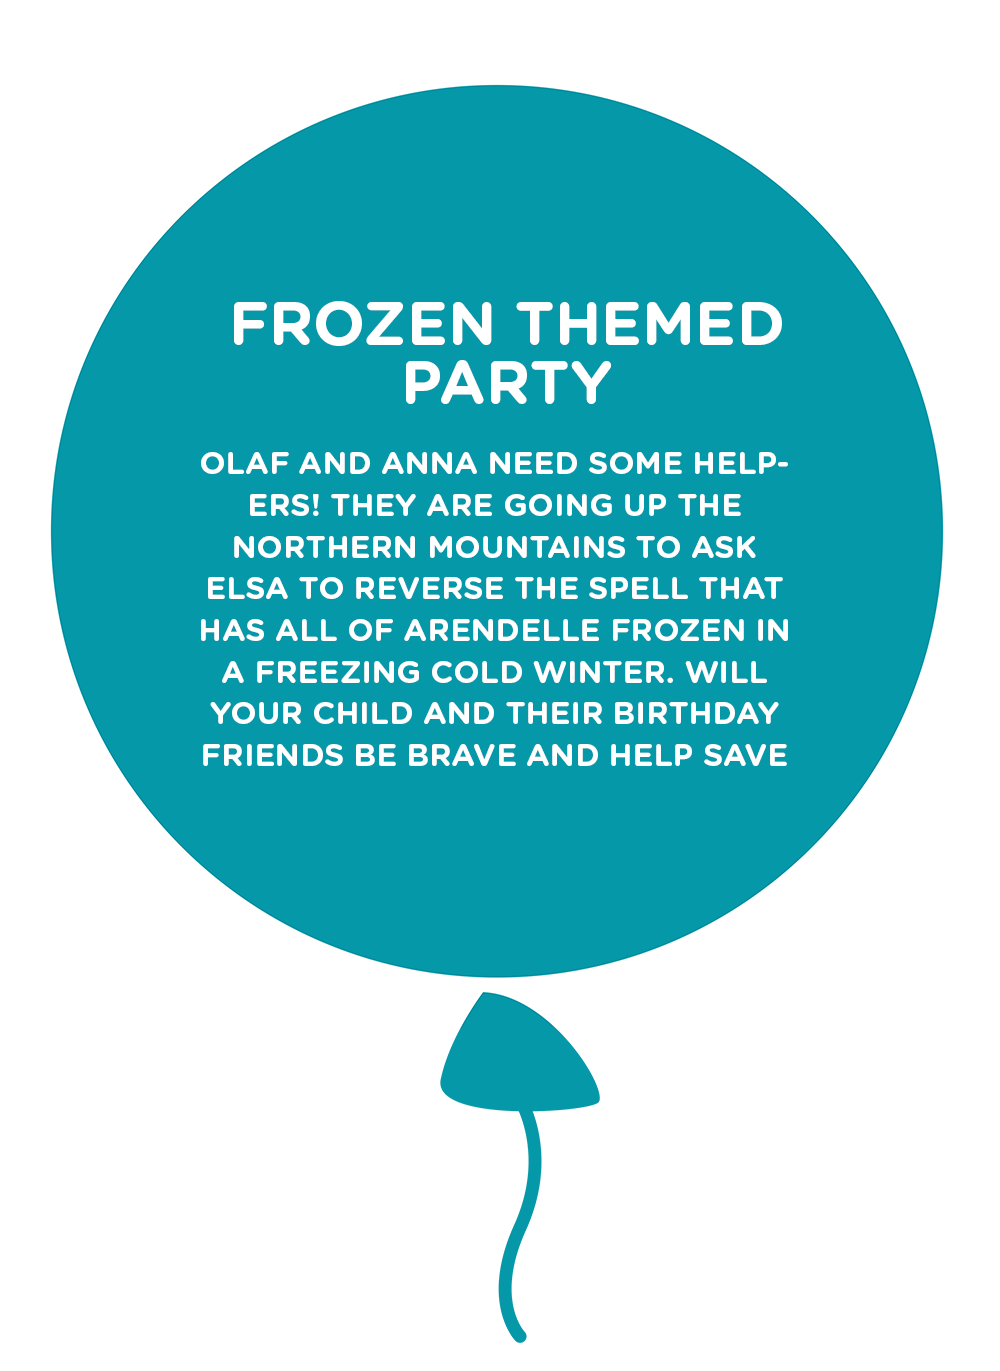 FROZEN THEMED
PARTY
OLAF AND ANNA NEED SOME HELP-
ERS! THEY ARE GOING UP THE
NORTHERN MOUNTAINS TO ASK
ELSA TO REVERSE THE SPELL THAT
HAS ALL OF ARENDELLE FROZEN IN
A FREEZING COLD WINTER. WILL
YOUR CHILD AND THEIR BIRTHDAY
FRIENDS BE BRAVE AND HELP SAVE